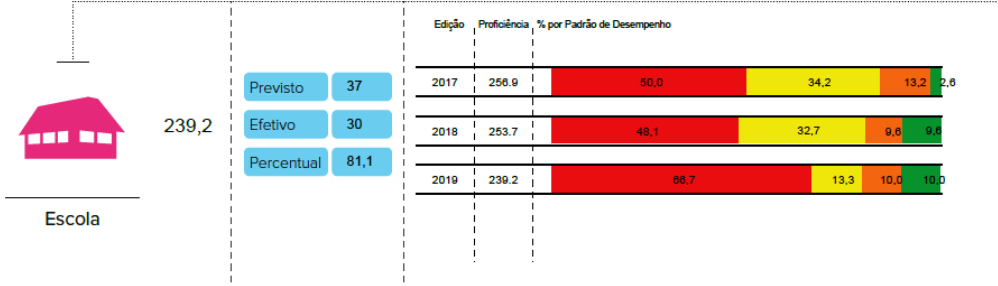 Edição Proficiência % por Padrão de Desempenho
2017 256.9 50,0 34,2 13,2 2,6
Previsto 37
239,2
Efetivo 30
2018 253.7 48,1 32,7 9,6 9,6
Percentual 81,1
2019 239.2 66,7 13,3 10,0 10,0
Escola